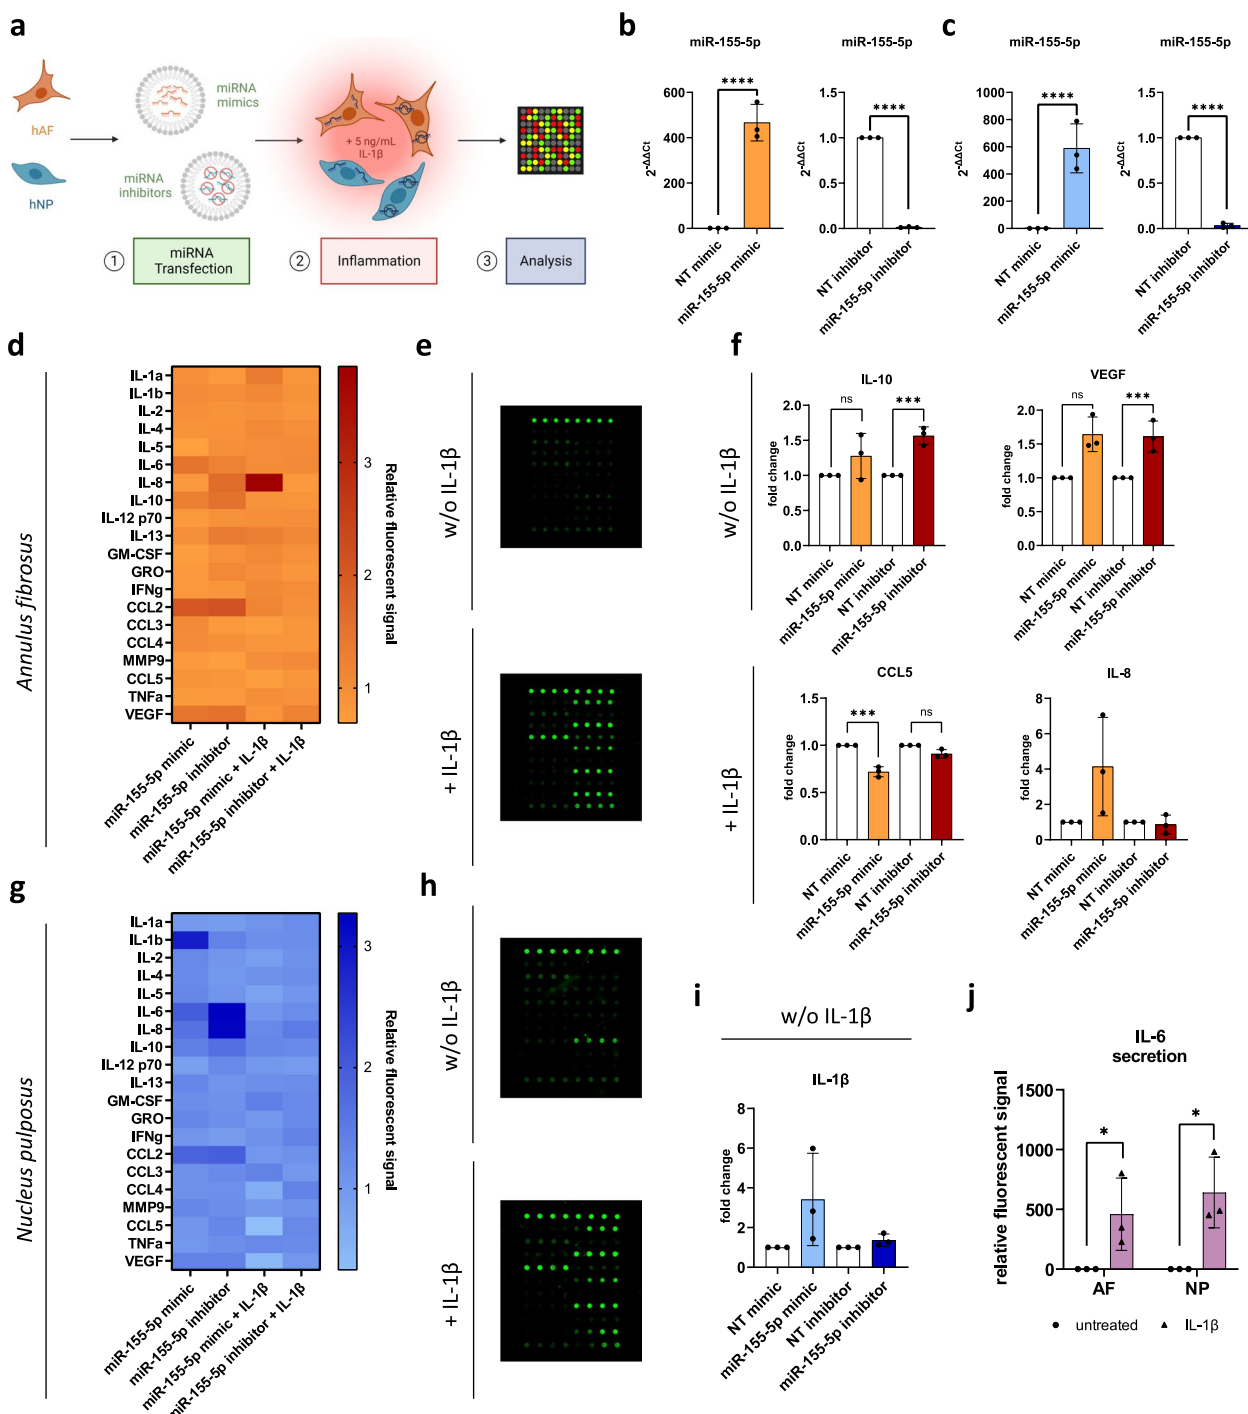 a
hAF
hNP
miRNA
mimics
miRNA
inhibitors
+ 5 ng/mL
IL-1β
1
miRNA
Transfection
2
Inflammation
3
Analysis
b
miR-155-5p
2^-ΔΔCt
600
400
200
0
****
NT mimic
miR-155-5p mimic
miR-155-5p
2^-ΔΔCt
1.5
1.0
0.5
0.0
****
NT inhibitor
miR-155-5p inhibitor
c
miR-155-5p
2^-ΔΔCt
1000
800
600
400
200
0
****
NT mimic
miR-155-5p mimic
miR-155-5p
2^-ΔΔCt
1.5
1.0
0.5
0.0
****
NT inhibitor
miR-155-5p inhibitor
d
Annulus fibrosus
IL-1a
IL-1b
IL-2
IL-4
IL-5
IL-6
IL-8
IL-10
IL-12 p70
IL-13
GM-CSF
GRO
IFNg
CCL2
CCL3
CCL4
MMP9
CCL5
TNFa
VEGF
miR-155-5p mimic
miR-155-5p inhibitor
miR-155-5p mimic + IL-1β
miR-155-5p inhibitor + IL-1β
3
2
1
Relative fluorescent signal
e
w/o IL-1β
+ IL-1β
f
w/o IL-1β
IL-10
fold change
2.0
1.5
1.0
0.5
0.0
ns
***
NT mimic
miR-155-5p mimic
NT inhibitor
miR-155-5p inhibitor
VEGF
fold change
2.0
1.5
1.0
0.5
0.0
ns
***
NT mimic
miR-155-5p mimic
NT inhibitor
miR-155-5p inhibitor
+ IL-1β
CCL5
fold change
1.5
1.0
0.5
0.0
***
ns
NT mimic
miR-155-5p mimic
NT inhibitor
miR-155-5p inhibitor
IL-8
fold change
8
6
4
2
0
NT mimic
miR-155-5p mimic
NT inhibitor
miR-155-5p inhibitor
g
Nucleus pulposus
IL-1a
IL-1b
IL-2
IL-4
IL-5
IL-6
IL-8
IL-10
IL-12 p70
IL-13
GM-CSF
GRO
IFNg
CCL2
CCL3
CCL4
MMP9
CCL5
TNFa
VEGF
miR-155-5p mimic
miR-155-5p inhibitor
miR-155-5p mimic + IL-1β
miR-155-5p inhibitor + IL-1β
3
2
1
Relative fluorescent signal
h
w/o IL-1β
+ IL-1β
i
w/o IL-1β
IL-1β
fold change
8
6
4
2
0
NT mimic
miR-155-5p mimic
NT inhibitor
miR-155-5p inhibitor
j
IL-6
secretion
relative fluorescent signal
1500
1000
500
0
*
*
AF
NP
untreated
IL-1β